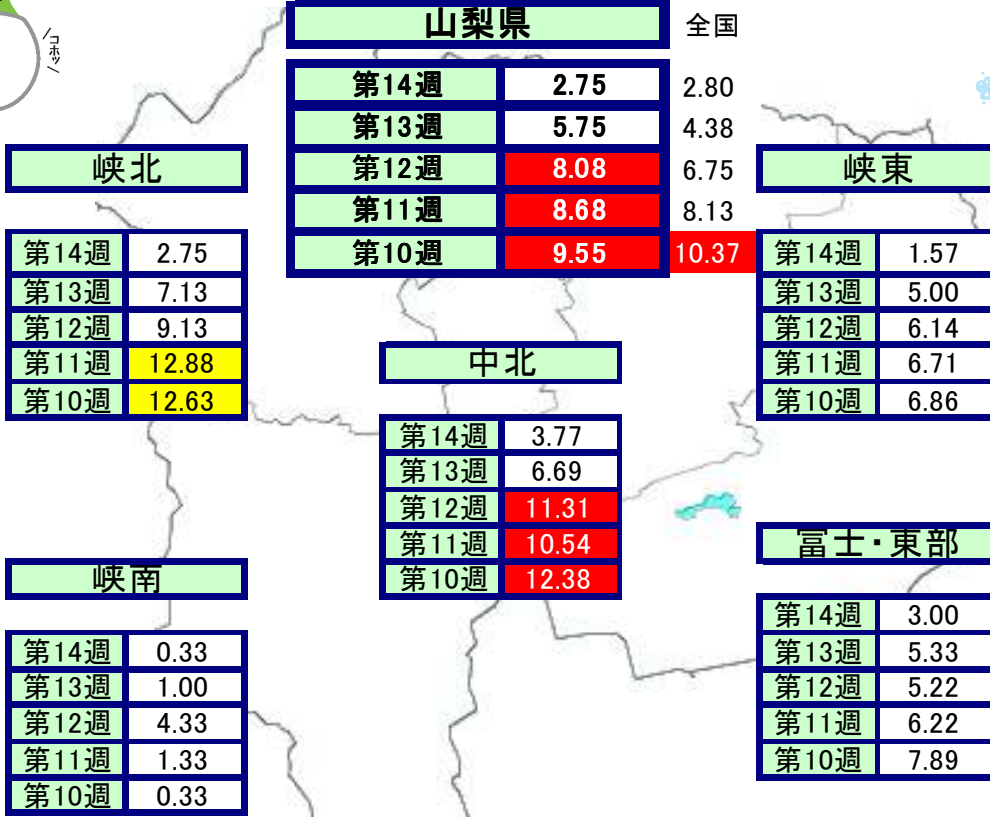 コホッ
山梨県 全国
第14週 2.75 2.80
第13週 5.75 4.38
第12週 8.08 6.75
第11週 8.68 8.13
第10週 9.55 10.37
峡北
第14週 2.75
第13週 7.13
第12週 9.13
第11週 12.88
第10週 12.63
峡東
第14週 1.57
第13週 5.00
第12週 6.14
第11週 6.71
第10週 6.86
中北
第14週 3.77
第13週 6.69
第12週 11.31
第11週 10.54
第10週 12.38
峡南
第14週 0.33
第13週 1.00
第12週 4.33
第11週 1.33
第10週 0.33
富士・東部
第14週 3.00
第13週 5.33
第12週 5.22
第11週 6.22
第10週 7.89